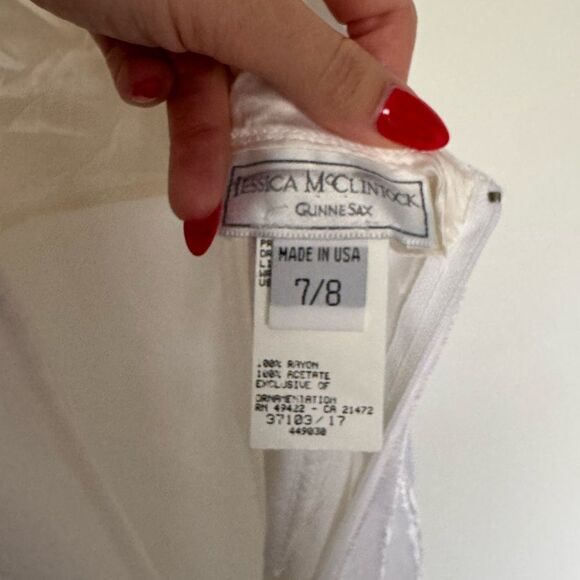 JESSICA McCLINTOCK
GUNNE SAX
MADE IN USA
7/8
100% RAYON
100% ACETATE
EXCLUSIVE OF
ORNAMENTATION
RN 49422 - CA 21472
37103/17
449030